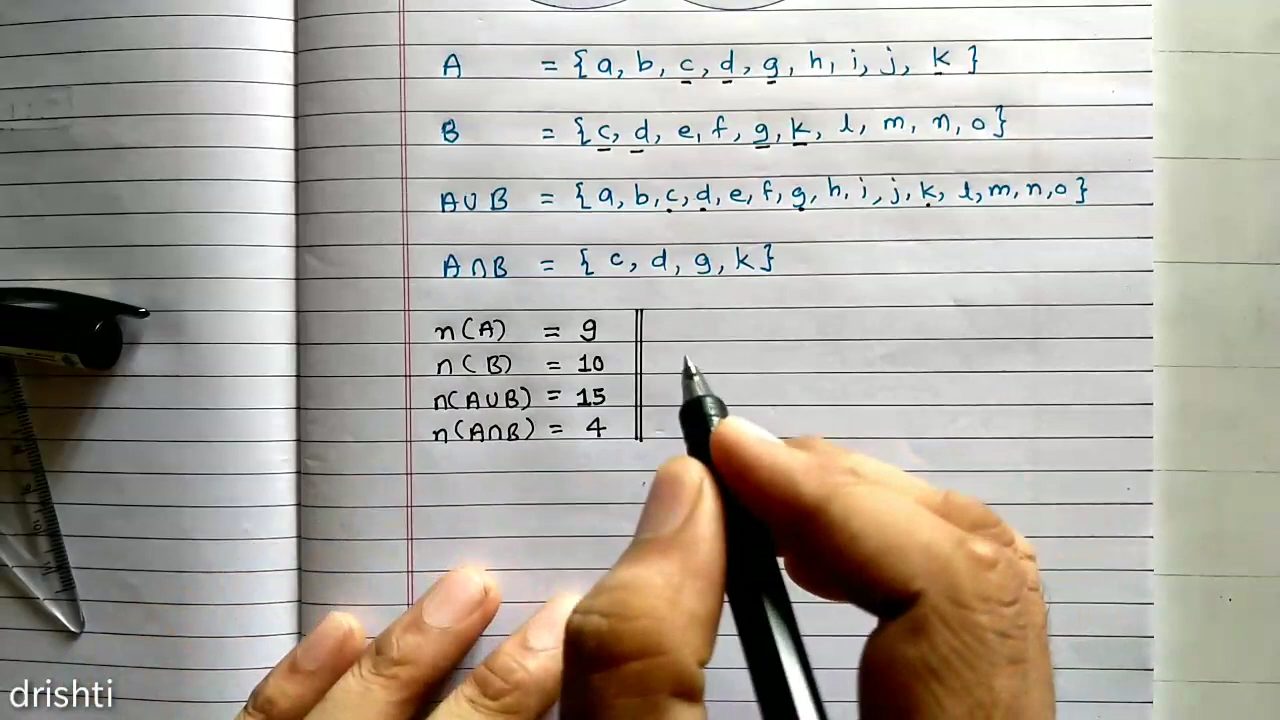 A = { a, b, c, d, g, h, i, j, k }
B = { c, d, e, f, g, k, l, m, n, o }
A∪B = { a, b, c, d, e, f, g, h, i, j, k, l, m, n, o }
A∩B = { c, d, g, k }
n(A) = 9
n(B) = 10
n(A∪B) = 15
n(A∩B) = 4
drishti